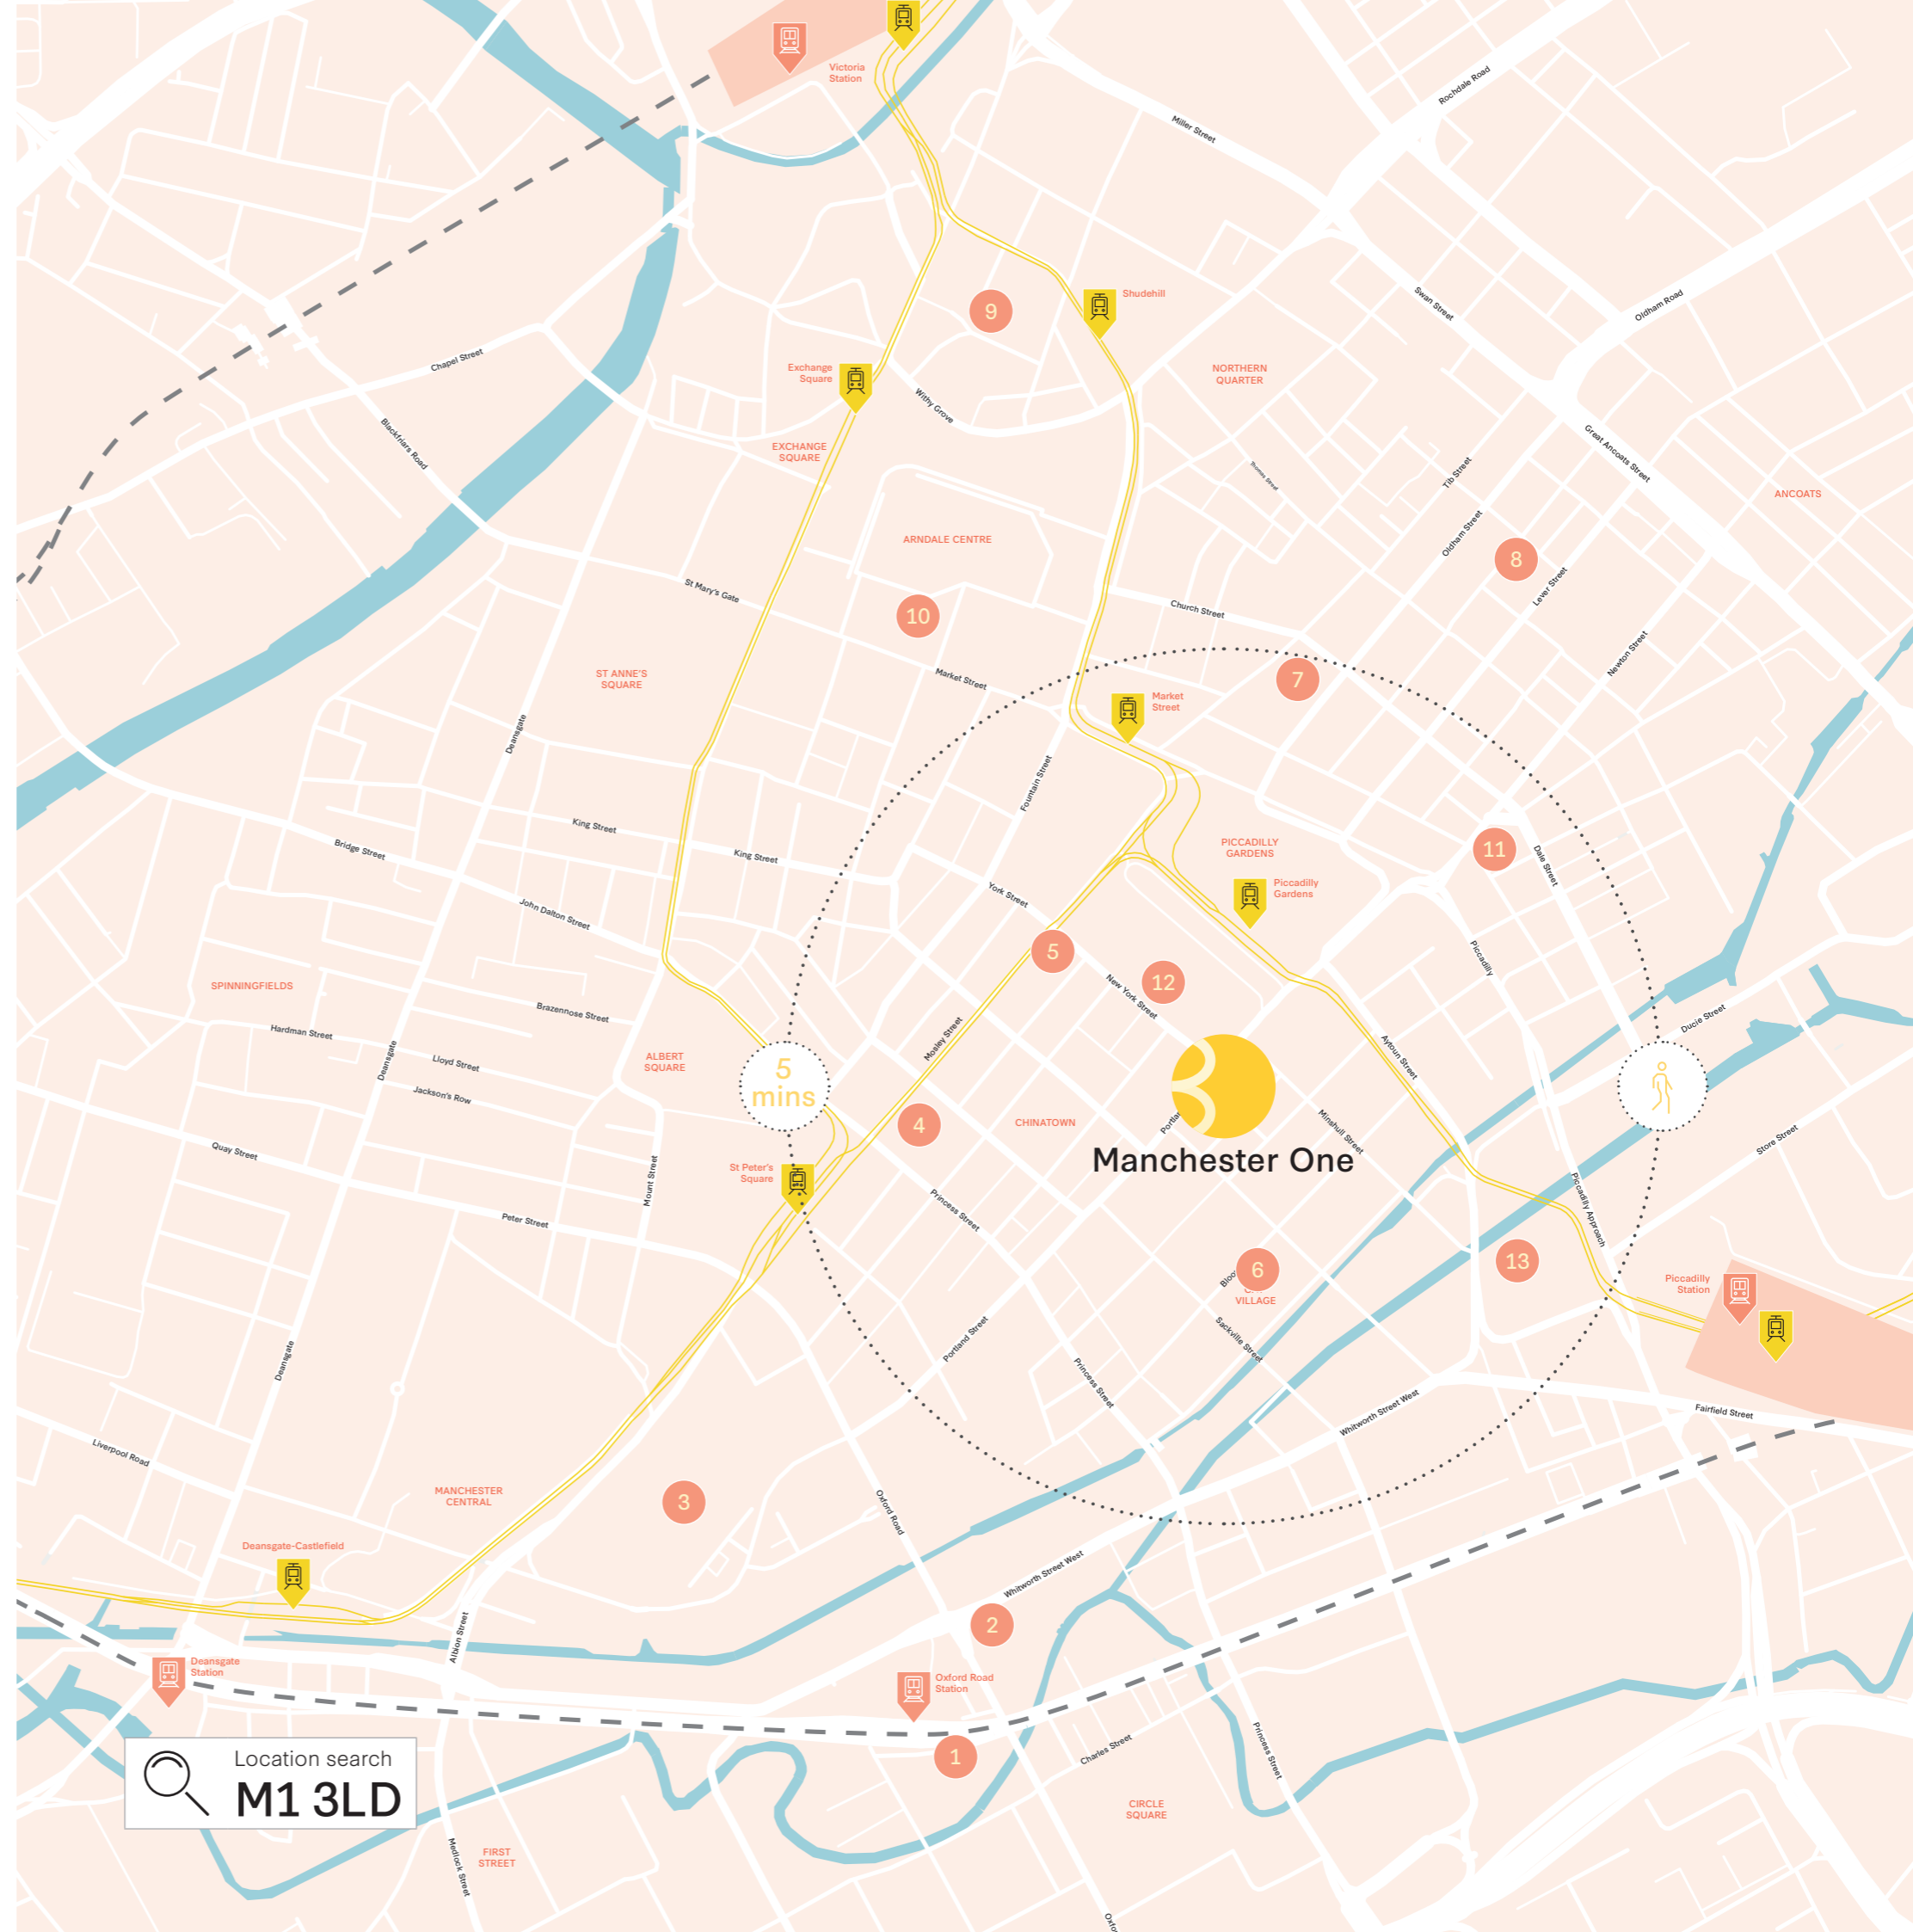 Victoria
Station
Rochdale Road
Miller Street
Shudehill
Swan Street
Oldham Road
Chapel Street
9
Exchange
Square
NORTHERN
QUARTER
Withy Grove
Blackfriars Road
EXCHANGE
SQUARE
Great Ancoats Street
Tib Street
Thomas Street
ANCOATS
ARNDALE CENTRE
Oldham Street
8
Lever Street
St Mary's Gate
10
Church Street
Newton Street
ST ANNE'S
SQUARE
Market Street
7
Market
Street
Deansgate
Fountain Street
King Street
King Street
Bridge Street
PICCADILLY
GARDENS
11
Dale Street
York Street
Piccadilly
Gardens
John Dalton Street
5
Piccadilly
12
New York Street
SPINNINGFIELDS
Brazennose Street
Hardman Street
Ducie Street
Mosley Street
Lloyd Street
ALBERT
SQUARE
Deansgate
Aytoun Street
5
mins
Jackson's Row
4
CHINATOWN
Minshull Street
Store Street
Quay Street
Manchester One
St Peter's
Square
Mount Street
Princess Street
Piccadilly Approach
Peter Street
6
VILLAGE
13
Piccadilly
Station
Sackville Street
Portland Street
Deansgate
Princess Street
Whitworth Street West
Fairfield Street
Liverpool Road
MANCHESTER
CENTRAL
3
Oxford Road
Deansgate-Castlefield
Whitworth Street West
2
Albion Street
Deansgate
Station
Oxford Road
Station
1
Charles Street
Princess Street
Location search
M1 3LD
CIRCLE
SQUARE
FIRST
STREET
Medlock Street